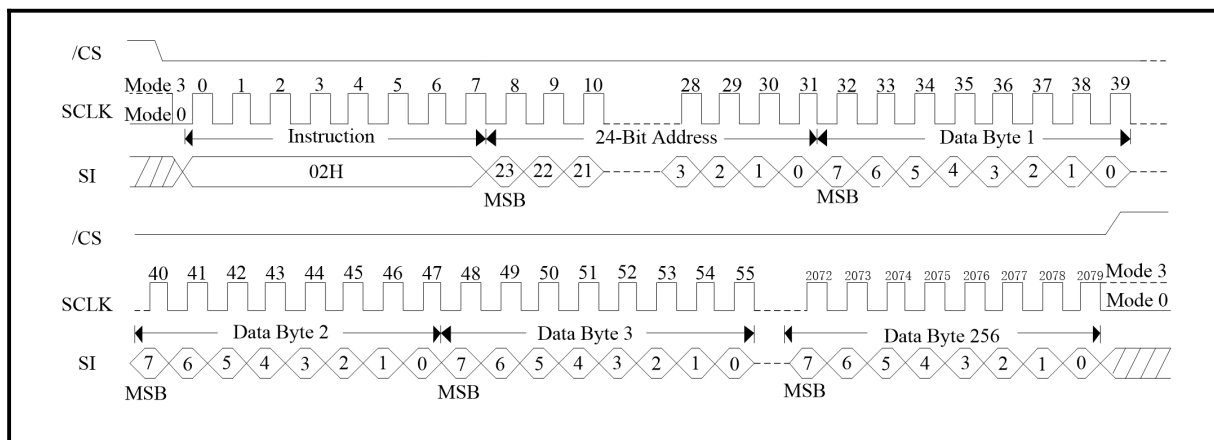 /CS
Mode 3 0 1 2 3 4 5 6 7 8 9 10 28 29 30 31 32 33 34 35 36 37 38 39
SCLK Mode 0
Instruction 24-Bit Address Data Byte 1
SI 02H 23 22 21 3 2 1 0 7 6 5 4 3 2 1 0
MSB MSB
/CS
40 41 42 43 44 45 46 47 48 49 50 51 52 53 54 55 2072 2073 2074 2075 2076 2077 2078 2079 Mode 3
SCLK Mode 0
Data Byte 2 Data Byte 3 Data Byte 256
SI 7 6 5 4 3 2 1 0 7 6 5 4 3 2 1 0 7 6 5 4 3 2 1 0
MSB MSB MSB